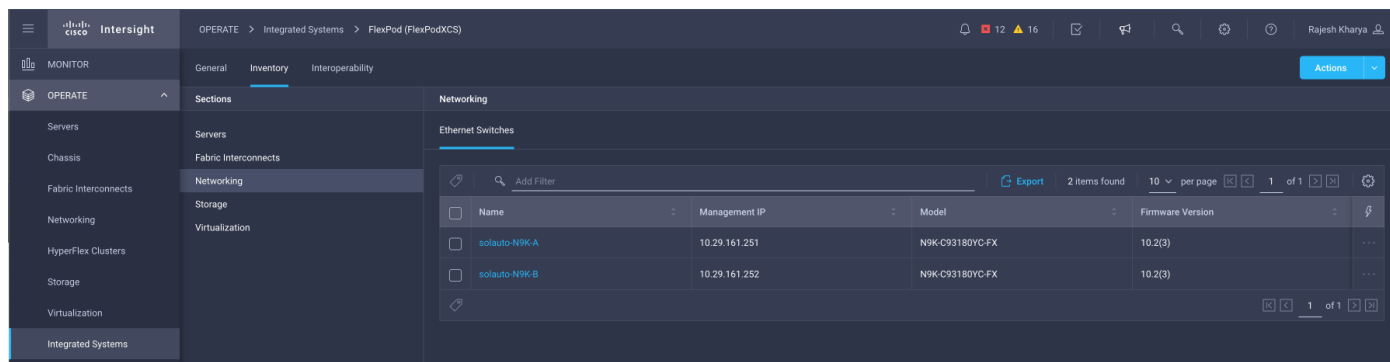 CISCO Intersight
OPERATE > Integrated Systems > FlexPod (FlexPodXCS)
12 16
Rajesh Kharya
MONITOR
OPERATE
Servers
Chassis
Fabric Interconnects
Networking
HyperFlex Clusters
Storage
Virtualization
Integrated Systems
General Inventory Interoperability
Actions
Sections
Servers
Fabric Interconnects
Networking
Storage
Virtualization
Networking
Ethernet Switches
Add Filter Export 2 items found 10 per page 1 of 1
Name Management IP Model Firmware Version
solauto-N9K-A 10.29.161.251 N9K-C93180YC-FX 10.2(3) ...
solauto-N9K-B 10.29.161.252 N9K-C93180YC-FX 10.2(3) ...
1 of 1